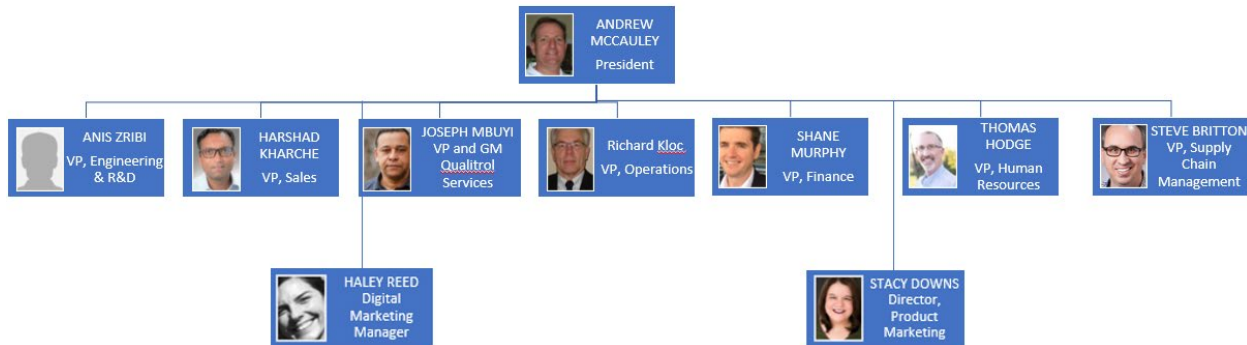 ANDREW
MCCAULEY
President
ANIS ZRIBI
VP, Engineering
& R&D
HARSHAD
KHARCHE
VP, Sales
JOSEPH MBUYI
VP and GM
Qualitrol
Services
Richard Kloc
VP, Operations
SHANE
MURPHY
VP, Finance
THOMAS
HODGE
VP, Human
Resources
STEVE BRITTON
VP, Supply
Chain
Management
HALEY REED
Digital
Marketing
Manager
STACY DOWNS
Director,
Product
Marketing